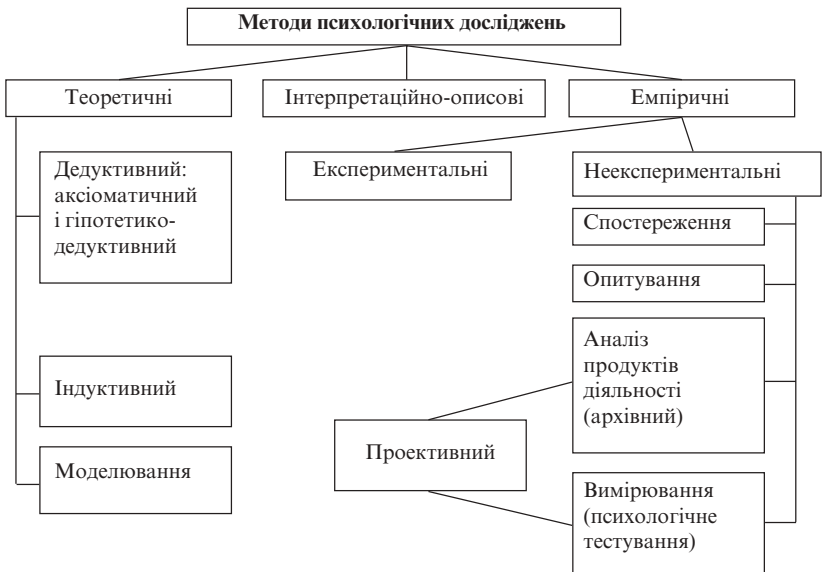 Методи психологічних досліджень
Теоретичні
Інтерпретаційно-описові
Емпіричні
Дедуктивний:
аксіоматичний
і гіпотетико-
дедуктивний
Індуктивний
Моделювання
Експериментальні
Неекспериментальні
Спостереження
Опитування
Аналіз
продуктів
діяльності
(архівний)
Проективний
Вимірювання
(психологічне
тестування)